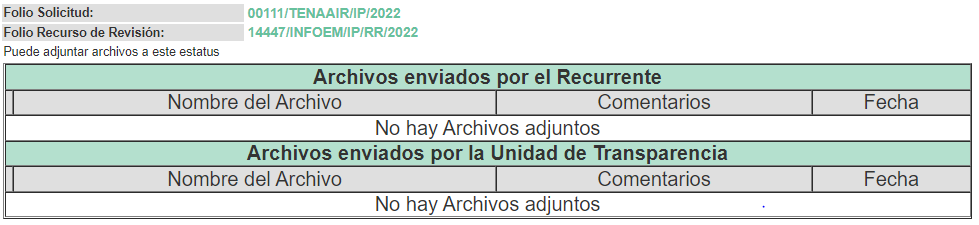 Folio Solicitud: 00111/TENAAIR/IP/2022
Folio Recurso de Revisión: 14447/INFOEM/IP/RR/2022
Puede adjuntar archivos a este estatus
Archivos enviados por el Recurrente
Nombre del Archivo Comentarios Fecha
No hay Archivos adjuntos
Archivos enviados por la Unidad de Transparencia
Nombre del Archivo Comentarios Fecha
No hay Archivos adjuntos